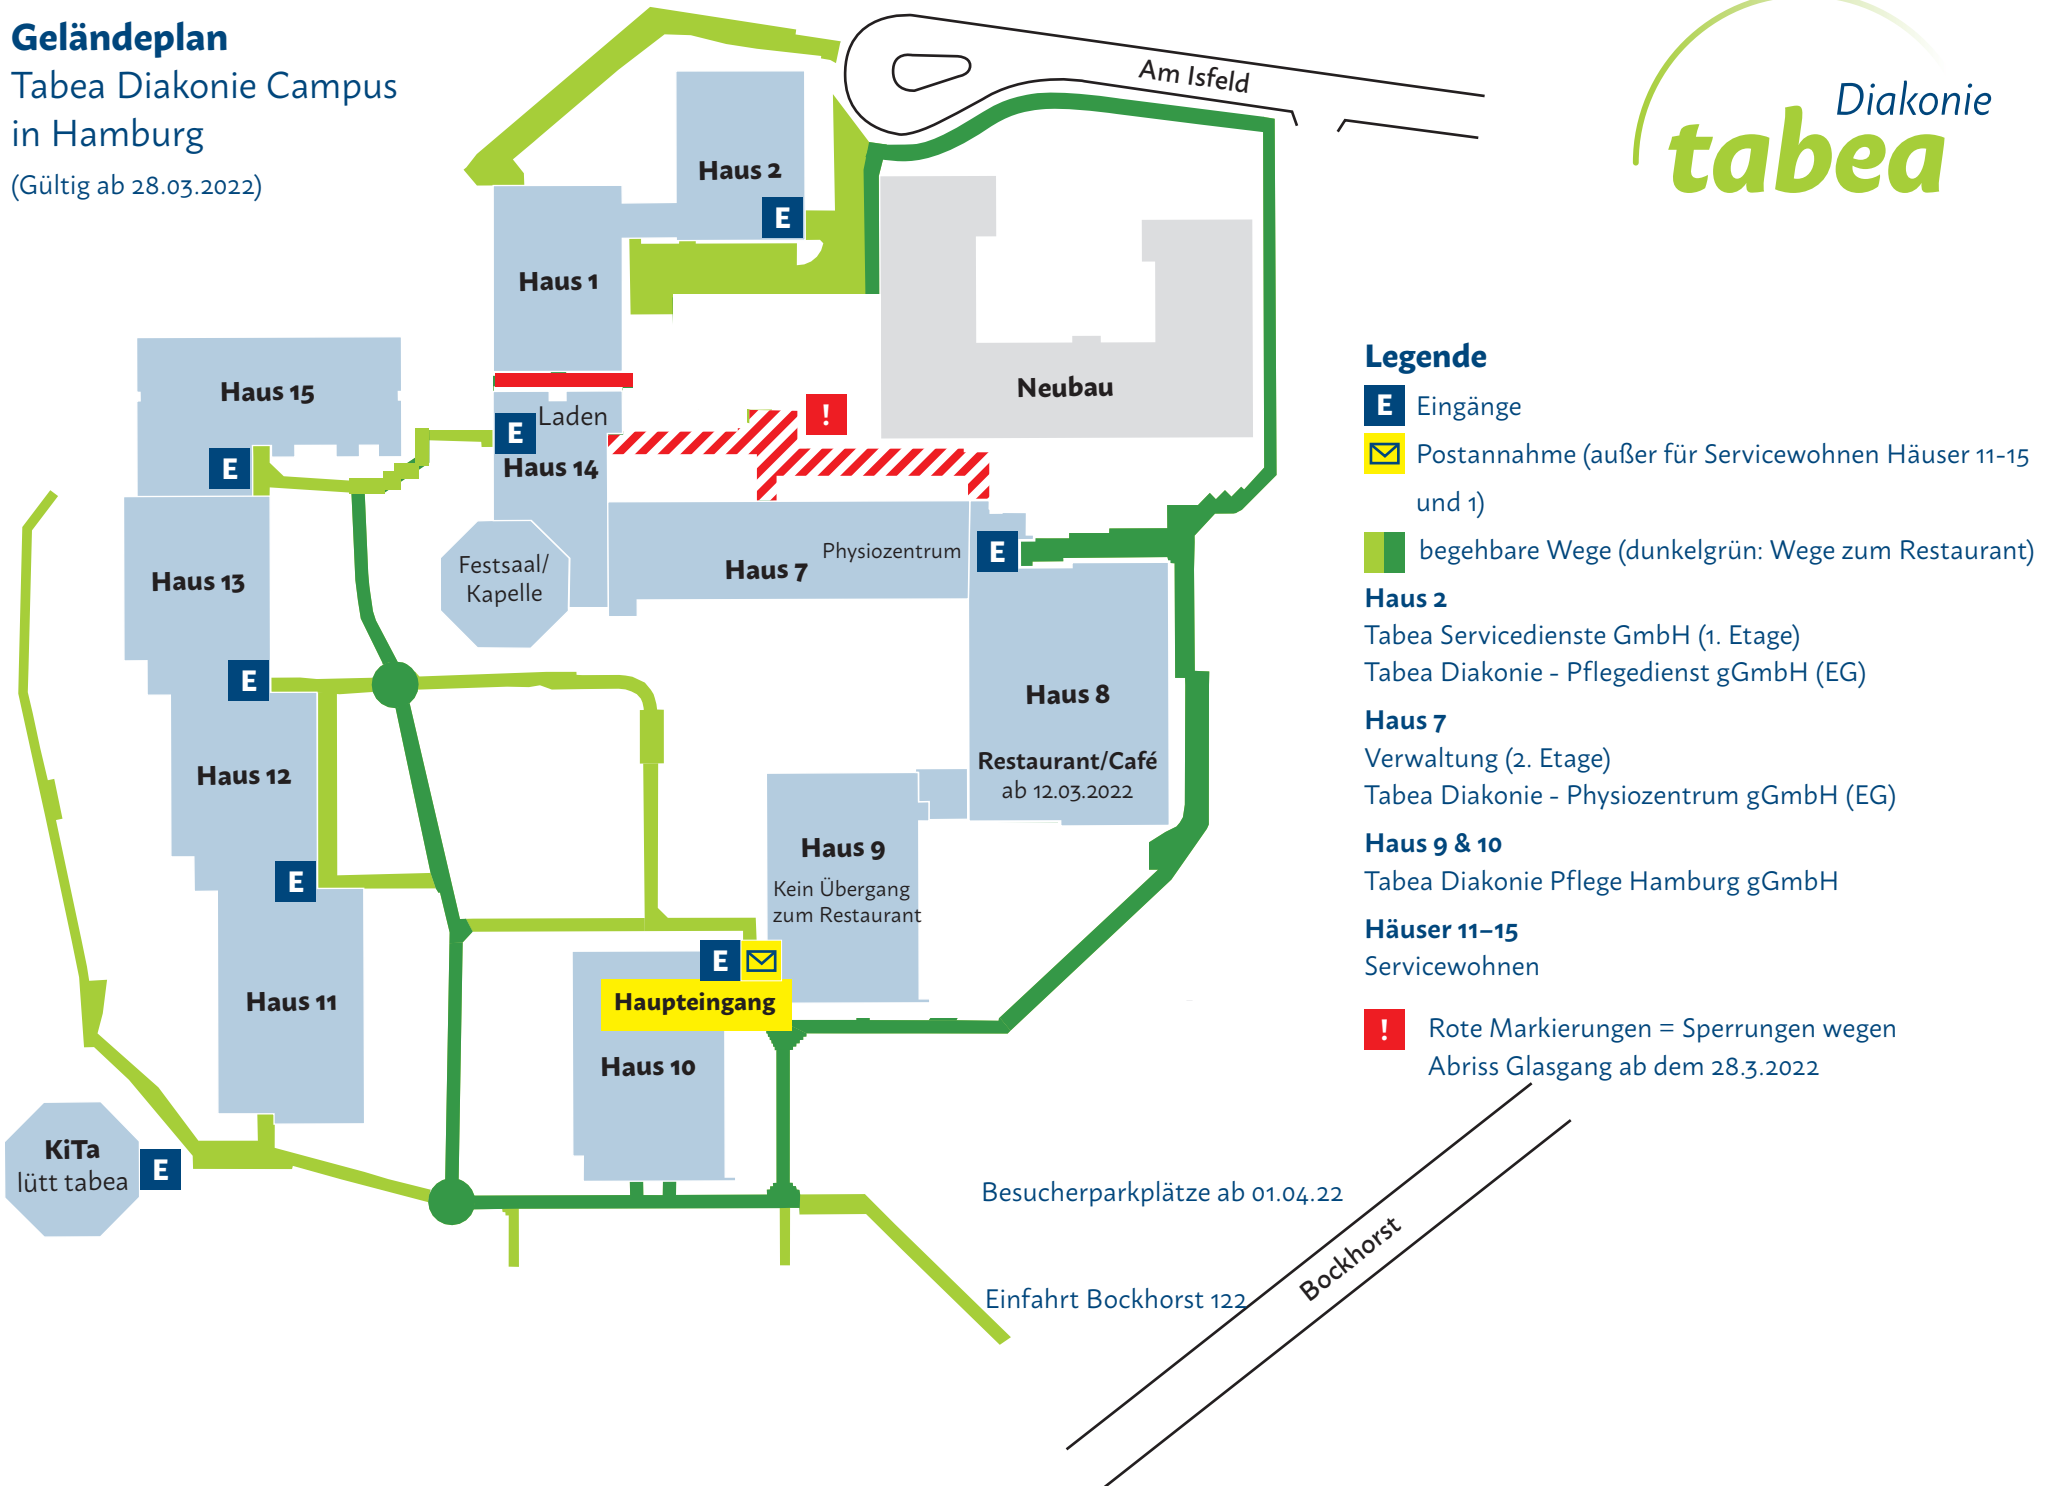 Geländeplan
Tabea Diakonie Campus
in Hamburg
(Gültig ab 28.03.2022)
Am Isfeld
Diakonie
tabea
Haus 2
E
Haus 1
Neubau
Haus 15
E
Laden
E
Haus 14
!
Festsaal/
Kapelle
Haus 7
Physiozentrum
E
Haus 13
E
Haus 8
Restaurant/Café
ab 12.03.2022
Haus 12
E
Haus 9
Kein Übergang
zum Restaurant
E
Haupteingang
Haus 11
Haus 10
KiTa
lütt tabea
E
Besucherparkplätze ab 01.04.22
Einfahrt Bockhorst 122
Bockhorst
Legende
E Eingänge
Postannahme (außer für Servicewohnen Häuser 11-15
und 1)
begehbare Wege (dunkelgrün: Wege zum Restaurant)
Haus 2
Tabea Servicedienste GmbH (1. Etage)
Tabea Diakonie - Pflegedienst gGmbH (EG)
Haus 7
Verwaltung (2. Etage)
Tabea Diakonie - Physiozentrum gGmbH (EG)
Haus 9 & 10
Tabea Diakonie Pflege Hamburg gGmbH
Häuser 11–15
Servicewohnen
! Rote Markierungen = Sperrungen wegen
Abriss Glasgang ab dem 28.3.2022